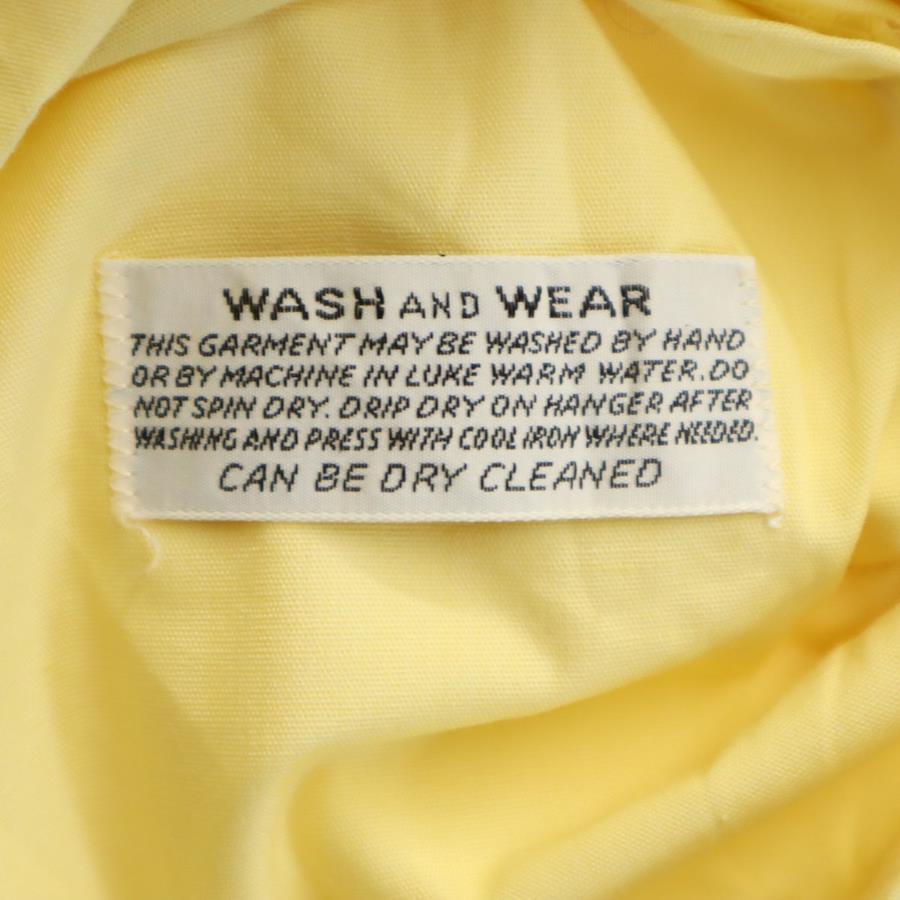 WASH AND WEAR
THIS GARMENT MAY BE WASHED BY HAND
OR BY MACHINE IN LUKE WARM WATER. DO
NOT SPIN DRY. DRIP DRY ON HANGER AFTER
WASHING AND PRESS WITH COOL IRON WHERE NEEDED.
CAN BE DRY CLEANED